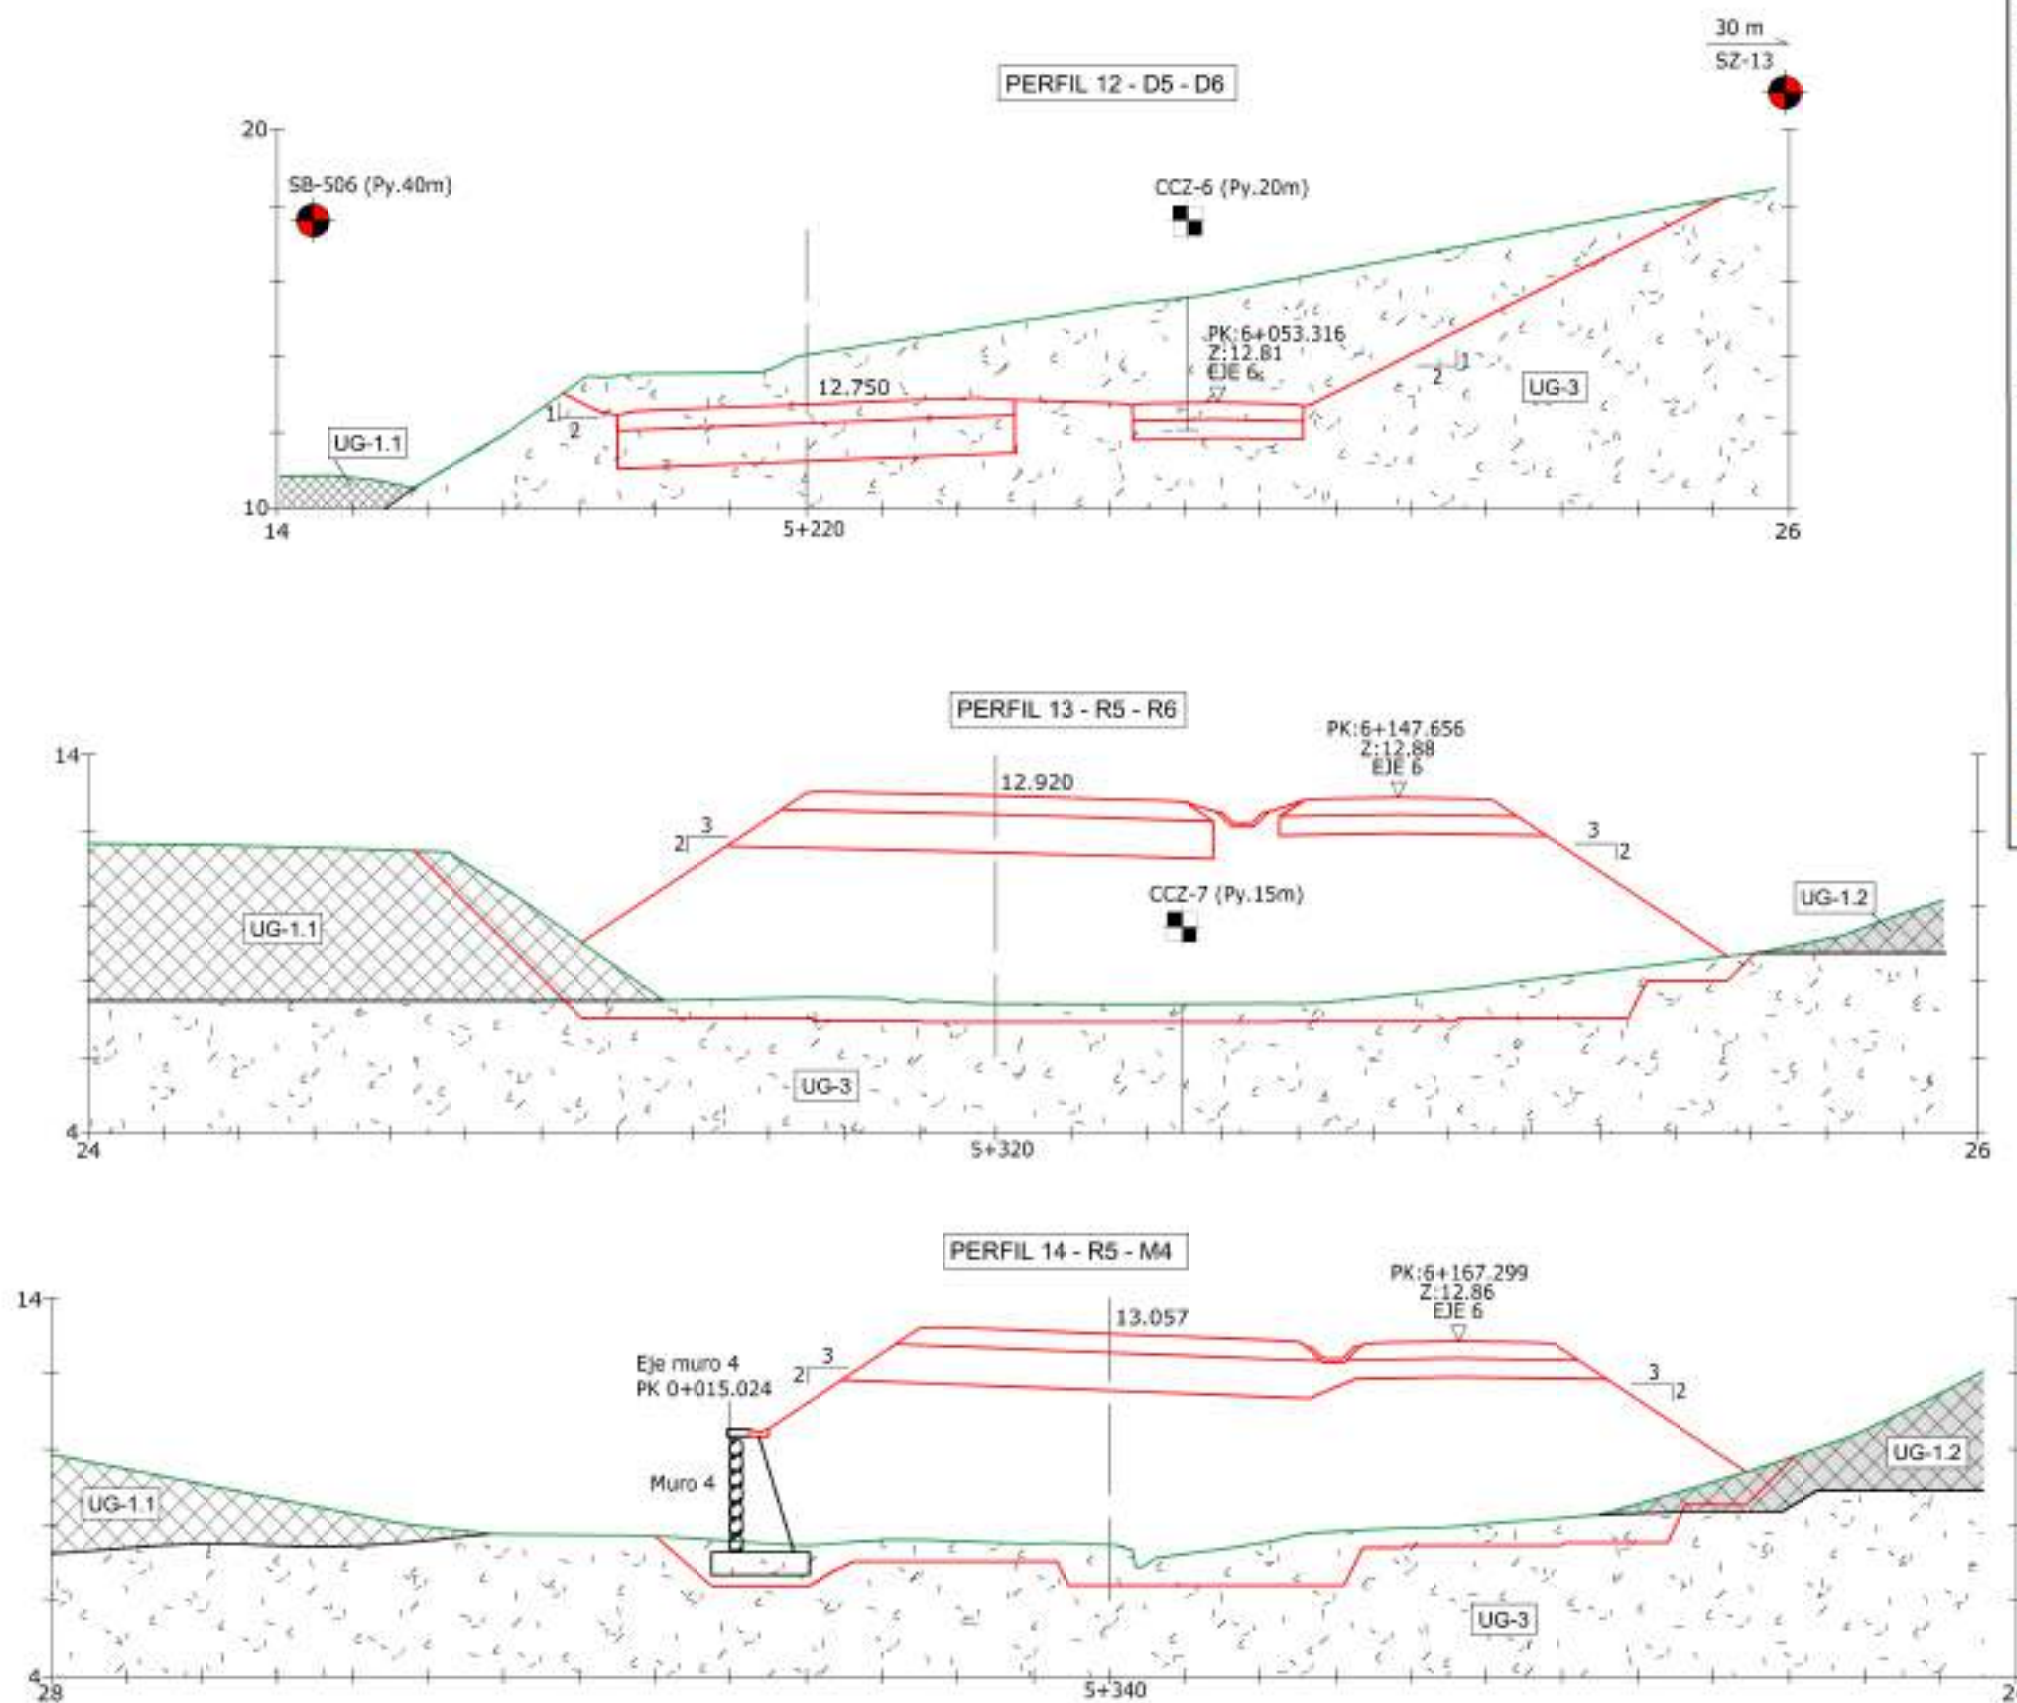 30 m
SZ-13
PERFIL 12 - D5 - D6
20
SB-506 (Py.40m)
CCZ-6 (Py.20m)
PK:6+053.316
Z:12.81
EJE 6
12.750
1
2
1
2
UG-3
UG-1.1
10
14
5+220
26
PERFIL 13 - R5 - R6
PK:6+147.656
Z:12.88
EJE 6
14
12.920
3
2
3
2
CCZ-7 (Py.15m)
UG-1.2
UG-1.1
UG-3
4
24
5+320
26
PERFIL 14 - R5 - M4
PK:6+167.299
Z:12.86
EJE 6
14
13.057
Eje muro 4
PK 0+015.024
3
2
3
2
UG-1.2
Muro 4
UG-1.1
UG-3
4
28
5+340